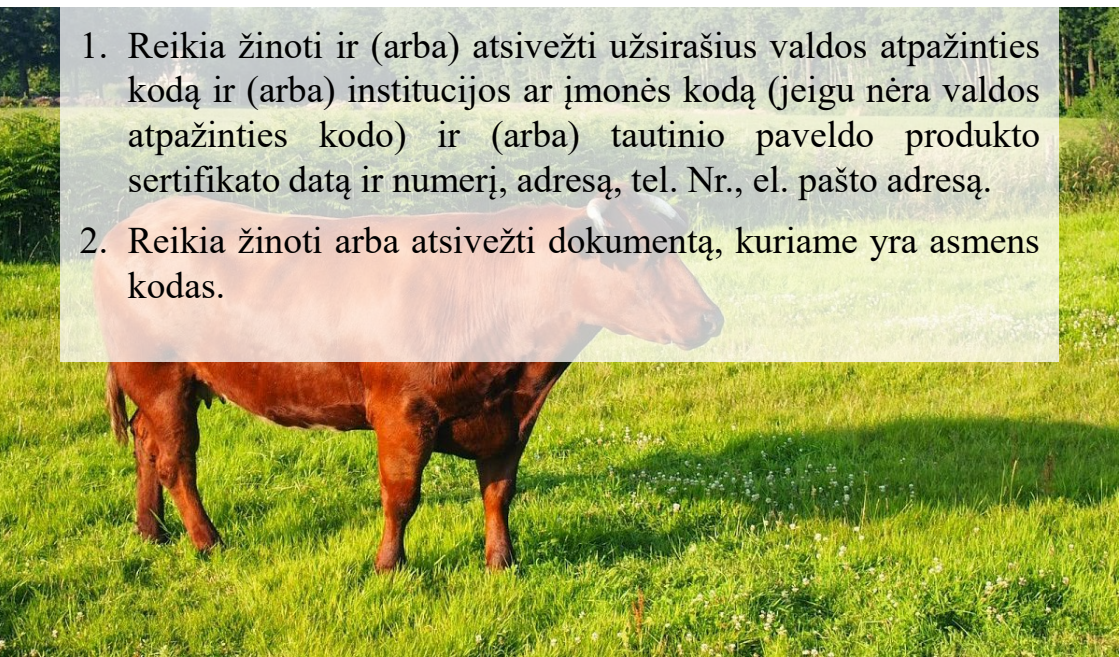 1. Reikia žinoti ir (arba) atsivežti užsirašius valdos atpažinties
kodą ir (arba) institucijos ar įmonės kodą (jeigu nėra valdos
atpažinties kodo) ir (arba) tautinio paveldo produkto
sertifikato datą ir numerį, adresą, tel. Nr., el. pašto adresą.
2. Reikia žinoti arba atsivežti dokumentą, kuriame yra asmens
kodas.